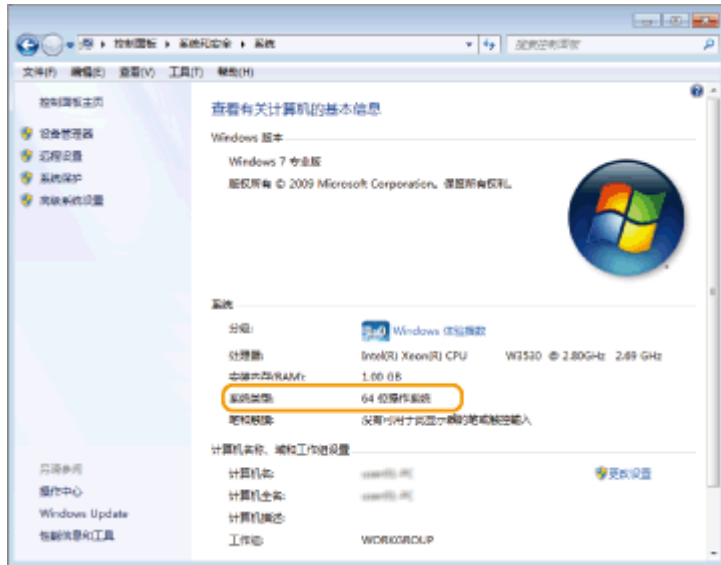 控制面板 ▸ 系统和安全 ▸ 系统
搜索控制面板
文件(F) 编辑(E) 查看(V) 工具(T) 帮助(H)
控制面板主页
设备管理器
远程设置
系统保护
高级系统设置
查看有关计算机的基本信息
Windows 版本
Windows 7 专业版
版权所有 © 2009 Microsoft Corporation。保留所有权利。
系统
分级:
Windows 体验指数
处理器:
Intel(R) Xeon(R) CPU W3530 @ 2.80GHz 2.69 GHz
安装内存(RAM):
1.00 GB
系统类型:
64 位操作系统
笔和触摸:
没有可用于此显示器的笔或触控输入
计算机名称、域和工作组设置
计算机名:
更改设置
计算机全名:
计算机描述:
工作组:
WORKGROUP
另请参阅
操作中心
Windows Update
性能信息和工具